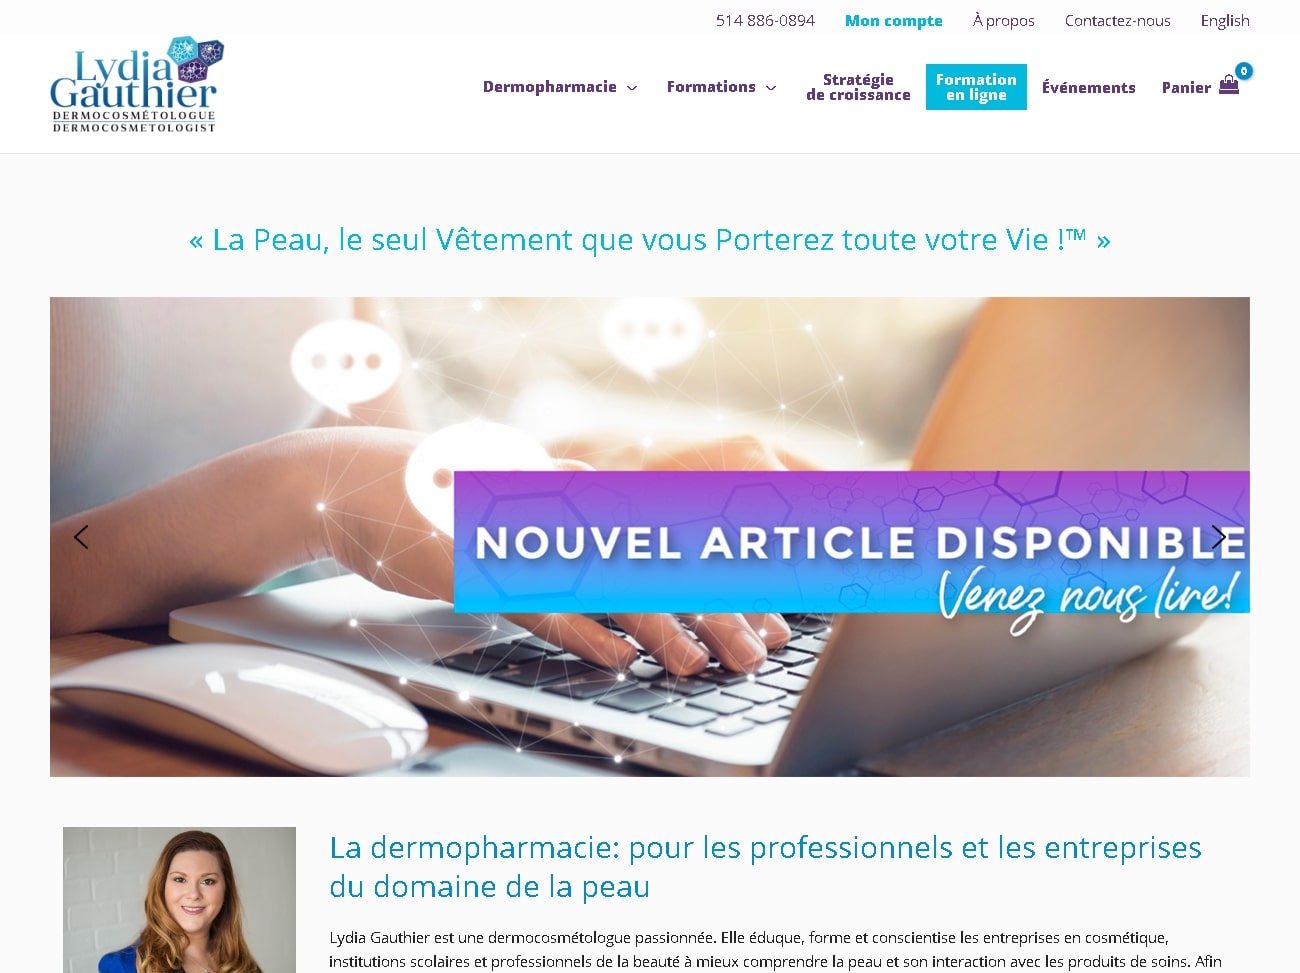 514 886-0894 Mon compte À propos Contactez-nous English
Lydia
Gauthier
DERMOCOSMÉTOLOGUE
DERMOCOSMETOLOGIST
Dermopharmacie Formations Stratégie de croissance Formation en ligne Événements Panier 0
« La Peau, le seul Vêtement que vous Porterez toute votre Vie !™ »
NOUVEL ARTICLE DISPONIBLE
Venez nous lire!
La dermopharmacie: pour les professionnels et les entreprises
du domaine de la peau
Lydia Gauthier est une dermocosmétologue passionnée. Elle éduque, forme et conscientise les entreprises en cosmétique,
institutions scolaires et professionnels de la beauté à mieux comprendre la peau et son interaction avec les produits de soins. Afin